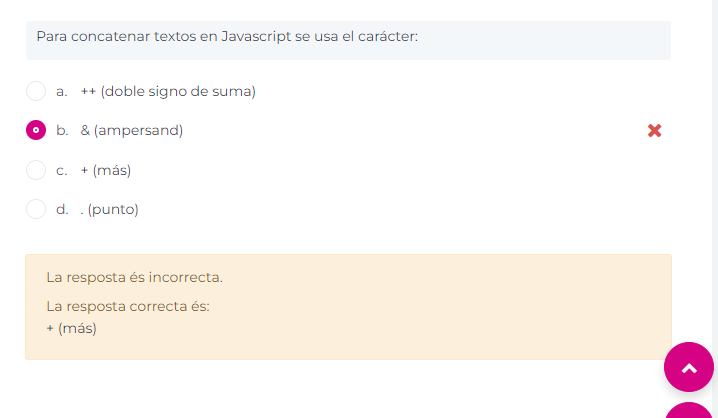 Para concatenar textos en Javascript se usa el carácter:
a. ++ (doble signo de suma)
b. & (ampersand)
c. + (más)
d. . (punto)
La resposta és incorrecta.
La resposta correcta és:
+ (más)